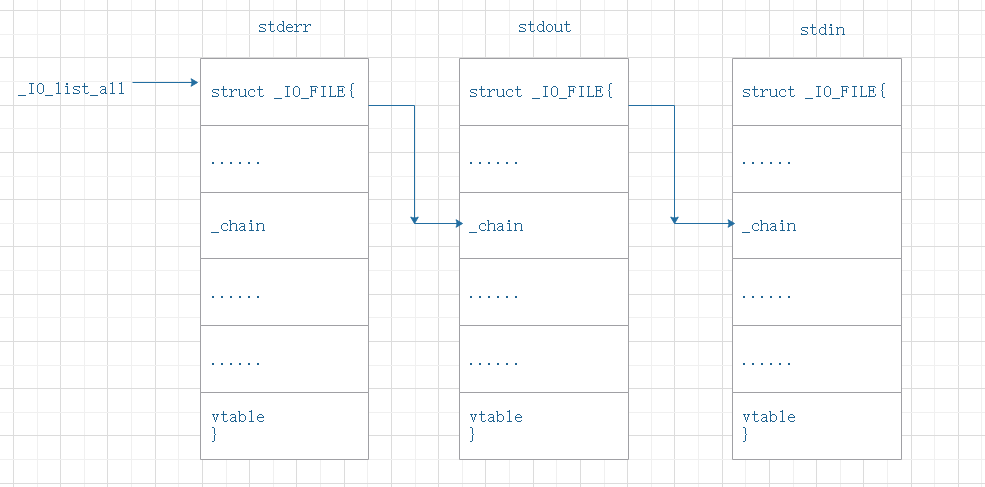 stderr
stdout
stdin
_IO_list_all
struct _IO_FILE{
......
_chain
......
......
vtable
}
struct _IO_FILE{
......
_chain
......
......
vtable
}
struct _IO_FILE{
......
_chain
......
......
vtable
}